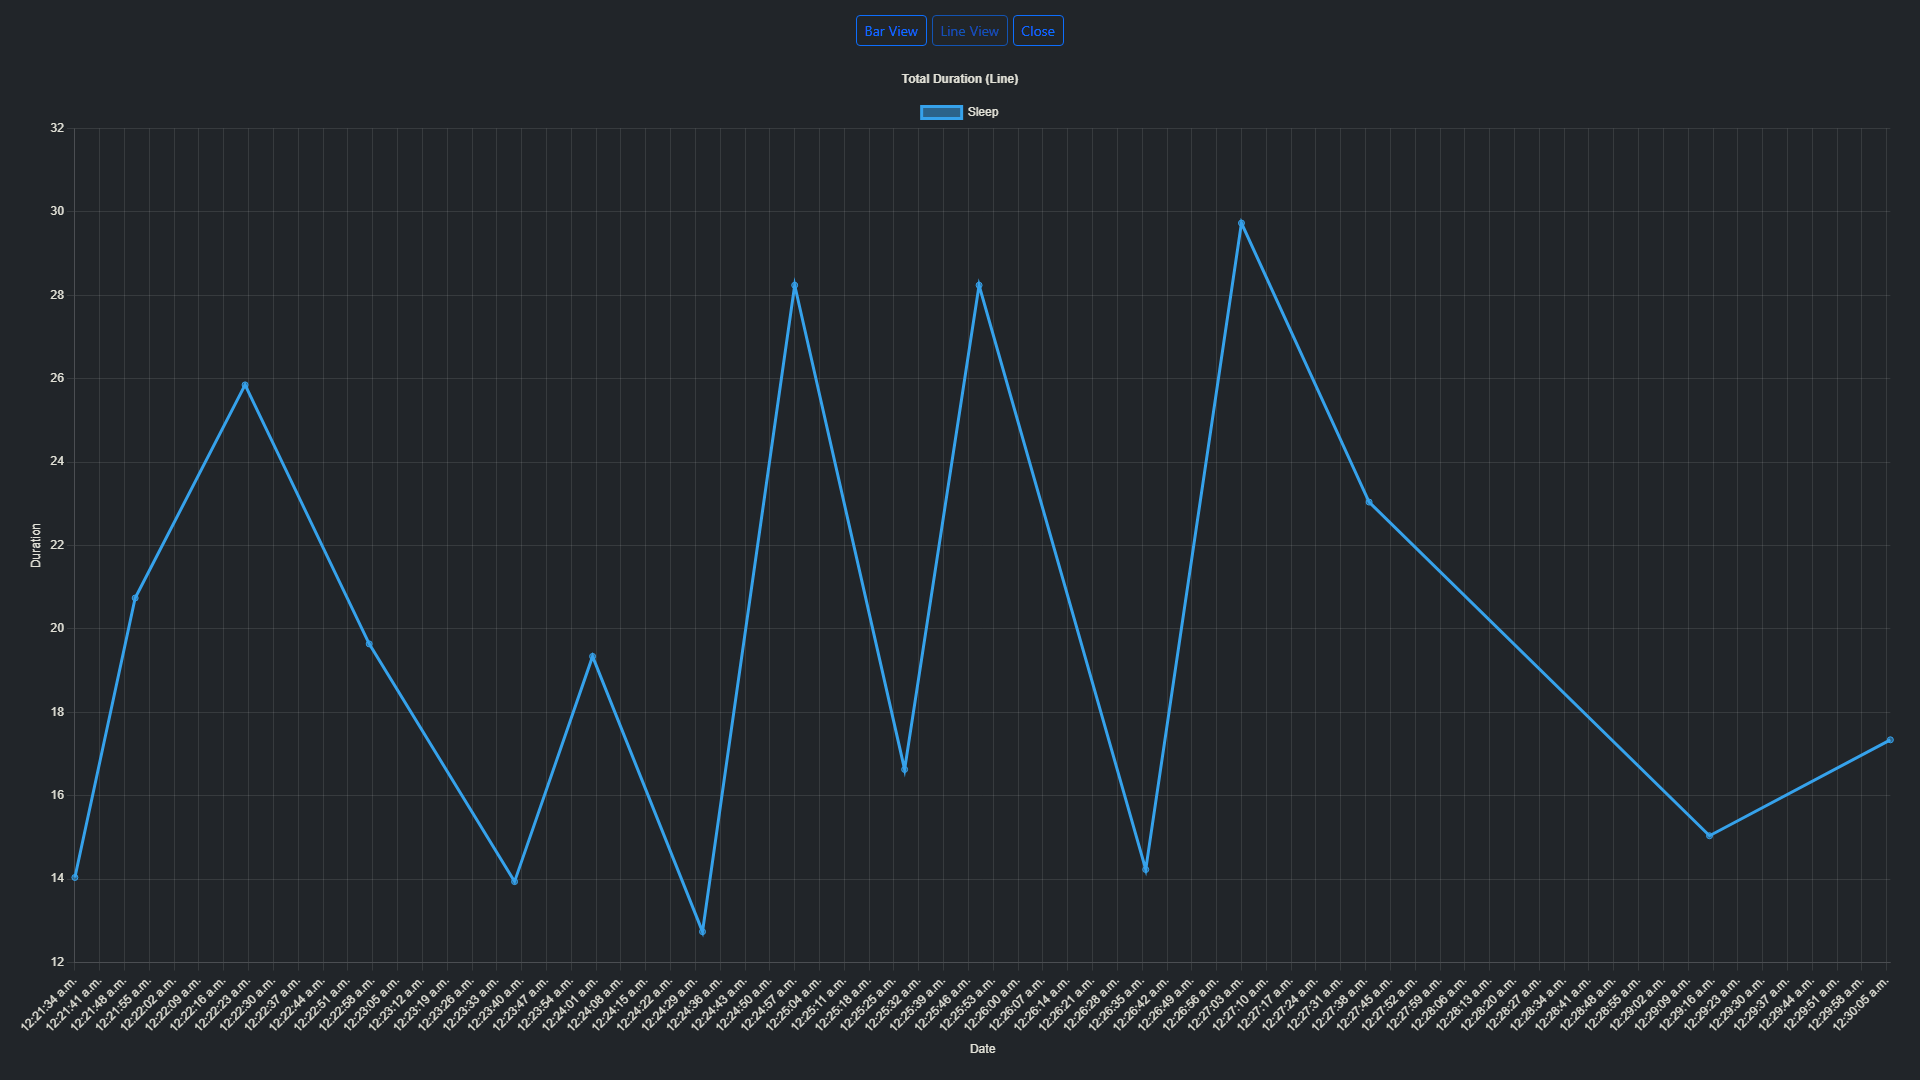 Bar View Line View Close
Total Duration (Line)
Sleep
32
30
28
26
24
22
20
18
16
14
12
Duration
12:21:34 a.m. 12:21:41 a.m. 12:21:48 a.m. 12:21:55 a.m. 12:22:02 a.m. 12:22:09 a.m. 12:22:16 a.m. 12:22:23 a.m. 12:22:30 a.m. 12:22:37 a.m. 12:22:44 a.m. 12:22:51 a.m. 12:22:58 a.m. 12:23:05 a.m. 12:23:12 a.m. 12:23:19 a.m. 12:23:26 a.m. 12:23:33 a.m. 12:23:40 a.m. 12:23:47 a.m. 12:23:54 a.m. 12:24:01 a.m. 12:24:08 a.m. 12:24:15 a.m. 12:24:22 a.m. 12:24:29 a.m. 12:24:36 a.m. 12:24:43 a.m. 12:24:50 a.m. 12:24:57 a.m. 12:25:04 a.m. 12:25:11 a.m. 12:25:18 a.m. 12:25:25 a.m. 12:25:32 a.m. 12:25:39 a.m. 12:25:46 a.m. 12:25:53 a.m. 12:26:00 a.m. 12:26:07 a.m. 12:26:14 a.m. 12:26:21 a.m. 12:26:28 a.m. 12:26:35 a.m. 12:26:42 a.m. 12:26:49 a.m. 12:26:56 a.m. 12:27:03 a.m. 12:27:10 a.m. 12:27:17 a.m. 12:27:24 a.m. 12:27:31 a.m. 12:27:38 a.m. 12:27:45 a.m. 12:27:52 a.m. 12:27:59 a.m. 12:28:06 a.m. 12:28:13 a.m. 12:28:20 a.m. 12:28:27 a.m. 12:28:34 a.m. 12:28:41 a.m. 12:28:48 a.m. 12:28:55 a.m. 12:29:02 a.m. 12:29:09 a.m. 12:29:16 a.m. 12:29:23 a.m. 12:29:30 a.m. 12:29:37 a.m. 12:29:44 a.m. 12:29:51 a.m. 12:29:58 a.m. 12:30:05 a.m.
Date